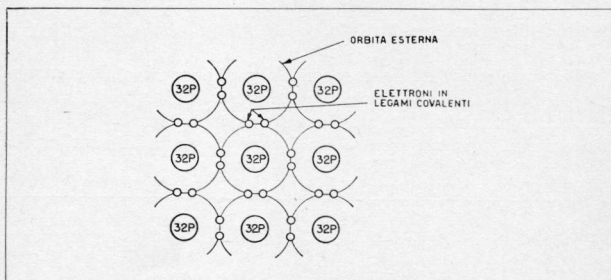 ORBITA ESTERNA
32P 32P 32P
ELETTRONI IN
LEGAMI COVALENTI
32P 32P 32P
32P 32P 32P